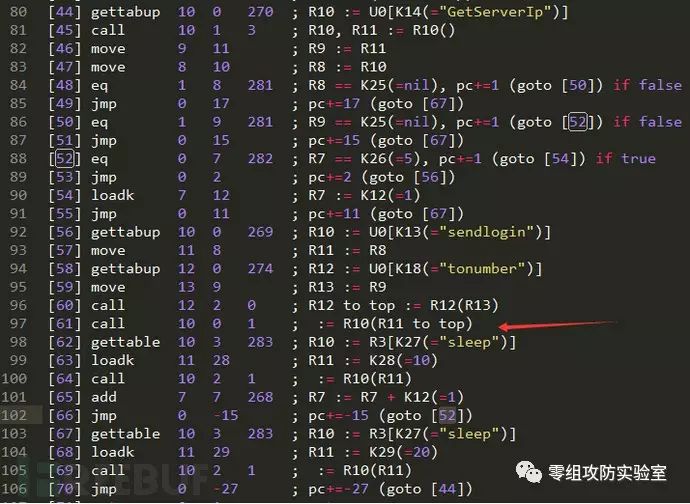 80 [44] gettabup 10 0 270 ; R10 := U0[K14(="GetServerIp")]
81 [45] call 10 1 3 ; R10, R11 := R10()
82 [46] move 9 11 ; R9 := R11
83 [47] move 8 10 ; R8 := R10
84 [48] eq 1 8 281 ; R8 == K25(=nil), pc+=1 (goto [50]) if false
85 [49] jmp 0 17 ; pc+=17 (goto [67])
86 [50] eq 1 9 281 ; R9 == K25(=nil), pc+=1 (goto [52]) if false
87 [51] jmp 0 15 ; pc+=15 (goto [67])
88 [52] eq 0 7 282 ; R7 == K26(=5), pc+=1 (goto [54]) if true
89 [53] jmp 0 2 ; pc+=2 (goto [56])
90 [54] loadk 7 12 ; R7 := K12(=1)
91 [55] jmp 0 11 ; pc+=11 (goto [67])
92 [56] gettabup 10 0 269 ; R10 := U0[K13(="sendlogin")]
93 [57] move 11 8 ; R11 := R8
94 [58] gettabup 12 0 274 ; R12 := U0[K18(="tonumber")]
95 [59] move 13 9 ; R13 := R9
96 [60] call 12 2 0 ; R12 to top := R12(R13)
97 [61] call 10 0 1 ; := R10(R11 to top)
98 [62] gettable 10 3 283 ; R10 := R3[K27(="sleep")]
99 [63] loadk 11 28 ; R11 := K28(=10)
100 [64] call 10 2 1 ; := R10(R11)
101 [65] add 7 7 268 ; R7 := R7 + K12(=1)
102 [66] jmp 0 -15 ; pc+=-15 (goto [52])
103 [67] gettable 10 3 283 ; R10 := R3[K27(="sleep")]
104 [68] loadk 11 29 ; R11 := K29(=20)
105 [69] call 10 2 1 ; := R10(R11)
106 [70] jmp 0 -27 ; pc+=-27 (goto [44])
零组攻防实验室